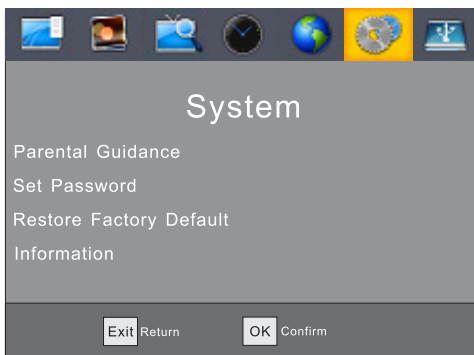 System
Parental Guidance
Set Password
Restore Factory Default
Information
Exit Return OK Confirm